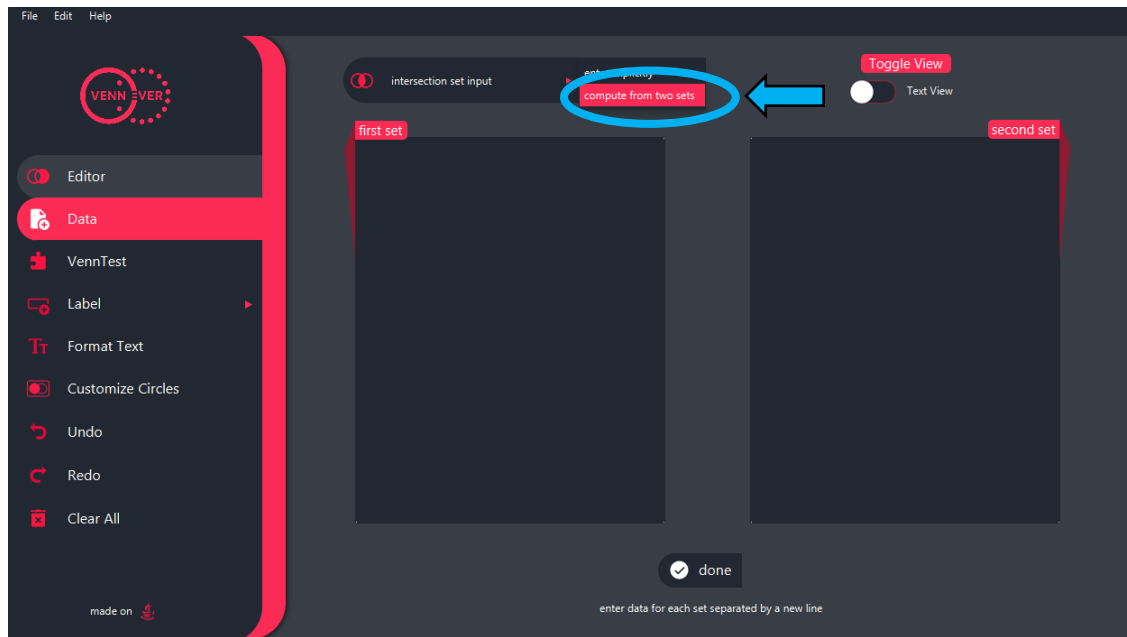 File Edit Help
VENN EVER
Editor
Data
VennTest
Label
Format Text
Customize Circles
Undo
Redo
Clear All
made on
intersection set input
compute from two sets
Toggle View
Text View
first set
second set
done
enter data for each set separated by a new line